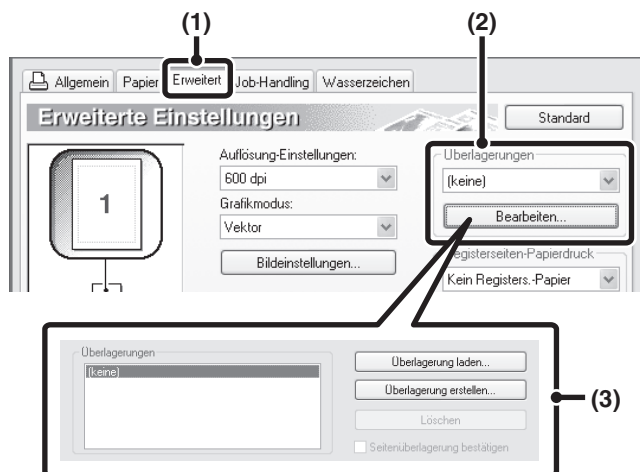 (1) (2)
Allgemein Papier Erweitert Job-Handling Wasserzeichen
Erweiterte Einstellungen Standard
1
Auflösung-Einstellungen:
600 dpi
Grafikmodus:
Vektor
Bildeinstellungen...
Überlagerungen
(keine)
Bearbeiten...
Registerseiten-Papierdruck
Kein Registers.-Papier
Überlagerungen
(keine)
Überlagerung laden...
Überlagerung erstellen...
Löschen
Seitenüberlagerung bestätigen
(3)